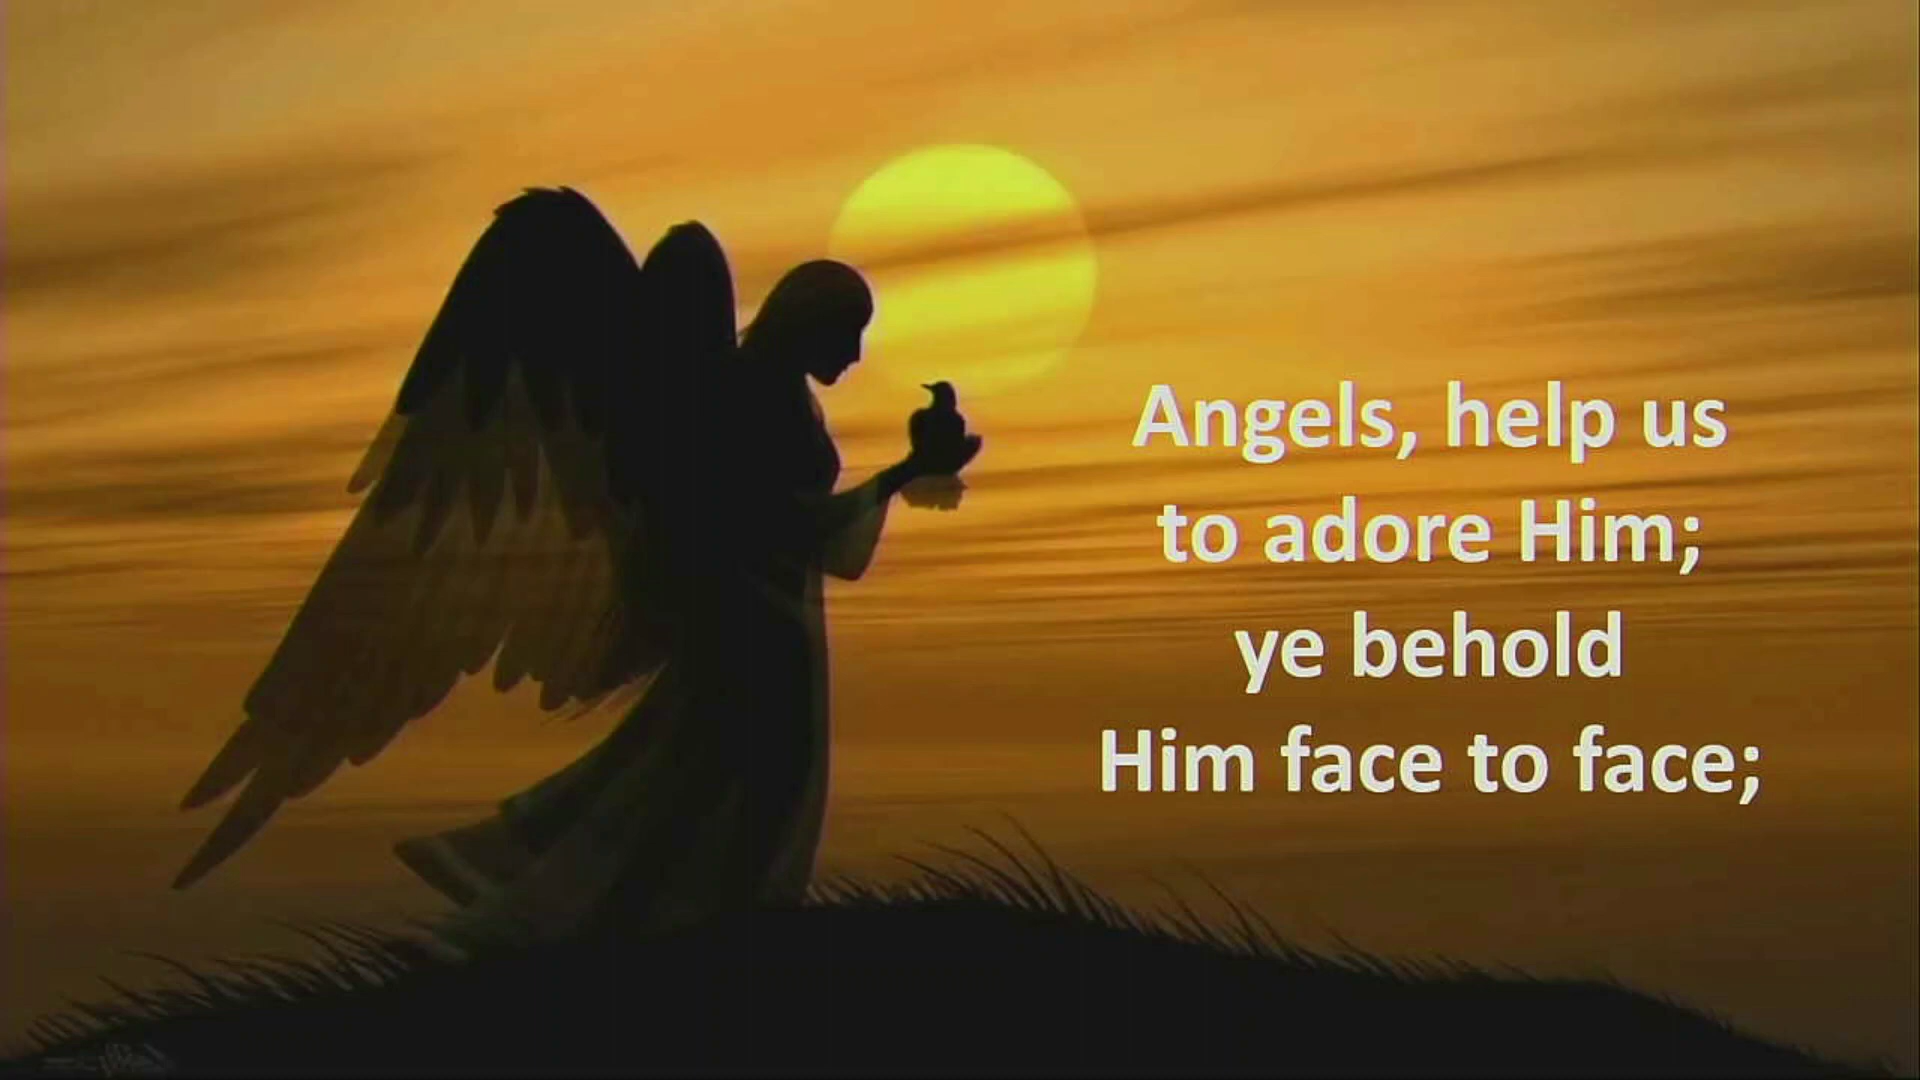 Angels, help us
to adore Him;
ye behold
Him face to face;